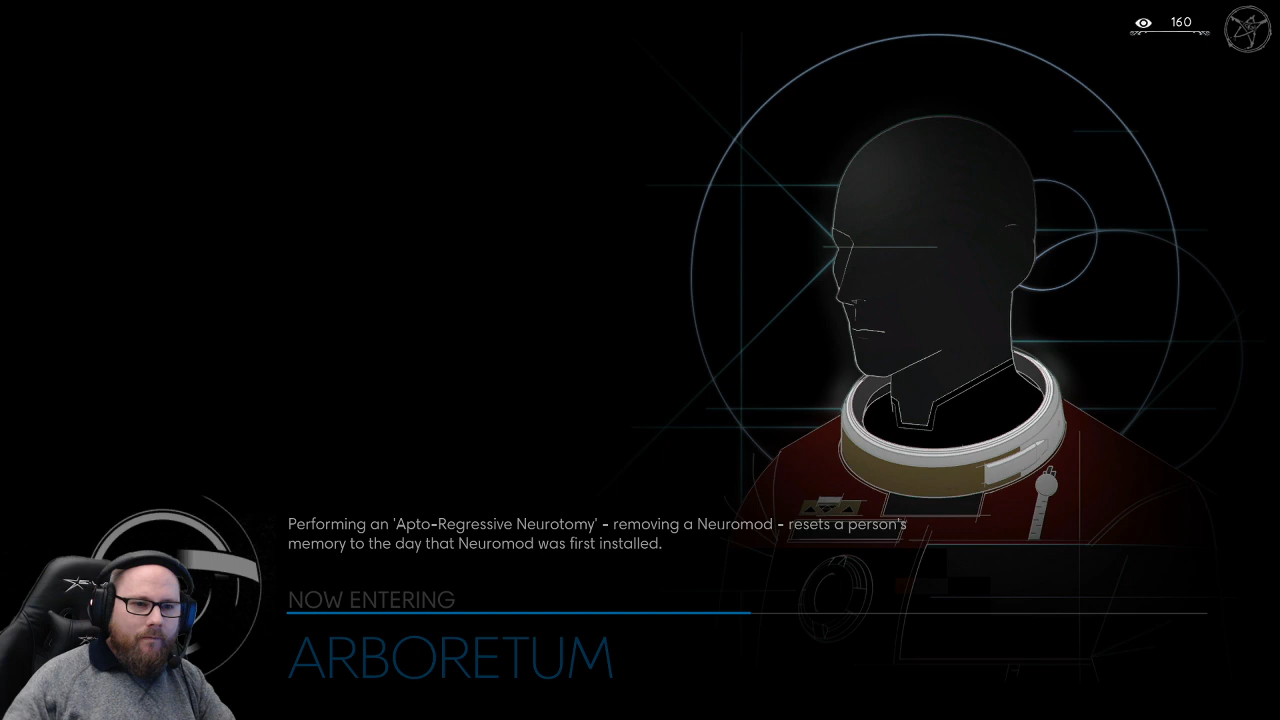 160
Performing an 'Apto-Regressive Neurotomy' - removing a Neuromod - resets a person's
memory to the day that Neuromod was first installed.
NOW ENTERING
ARBORETUM